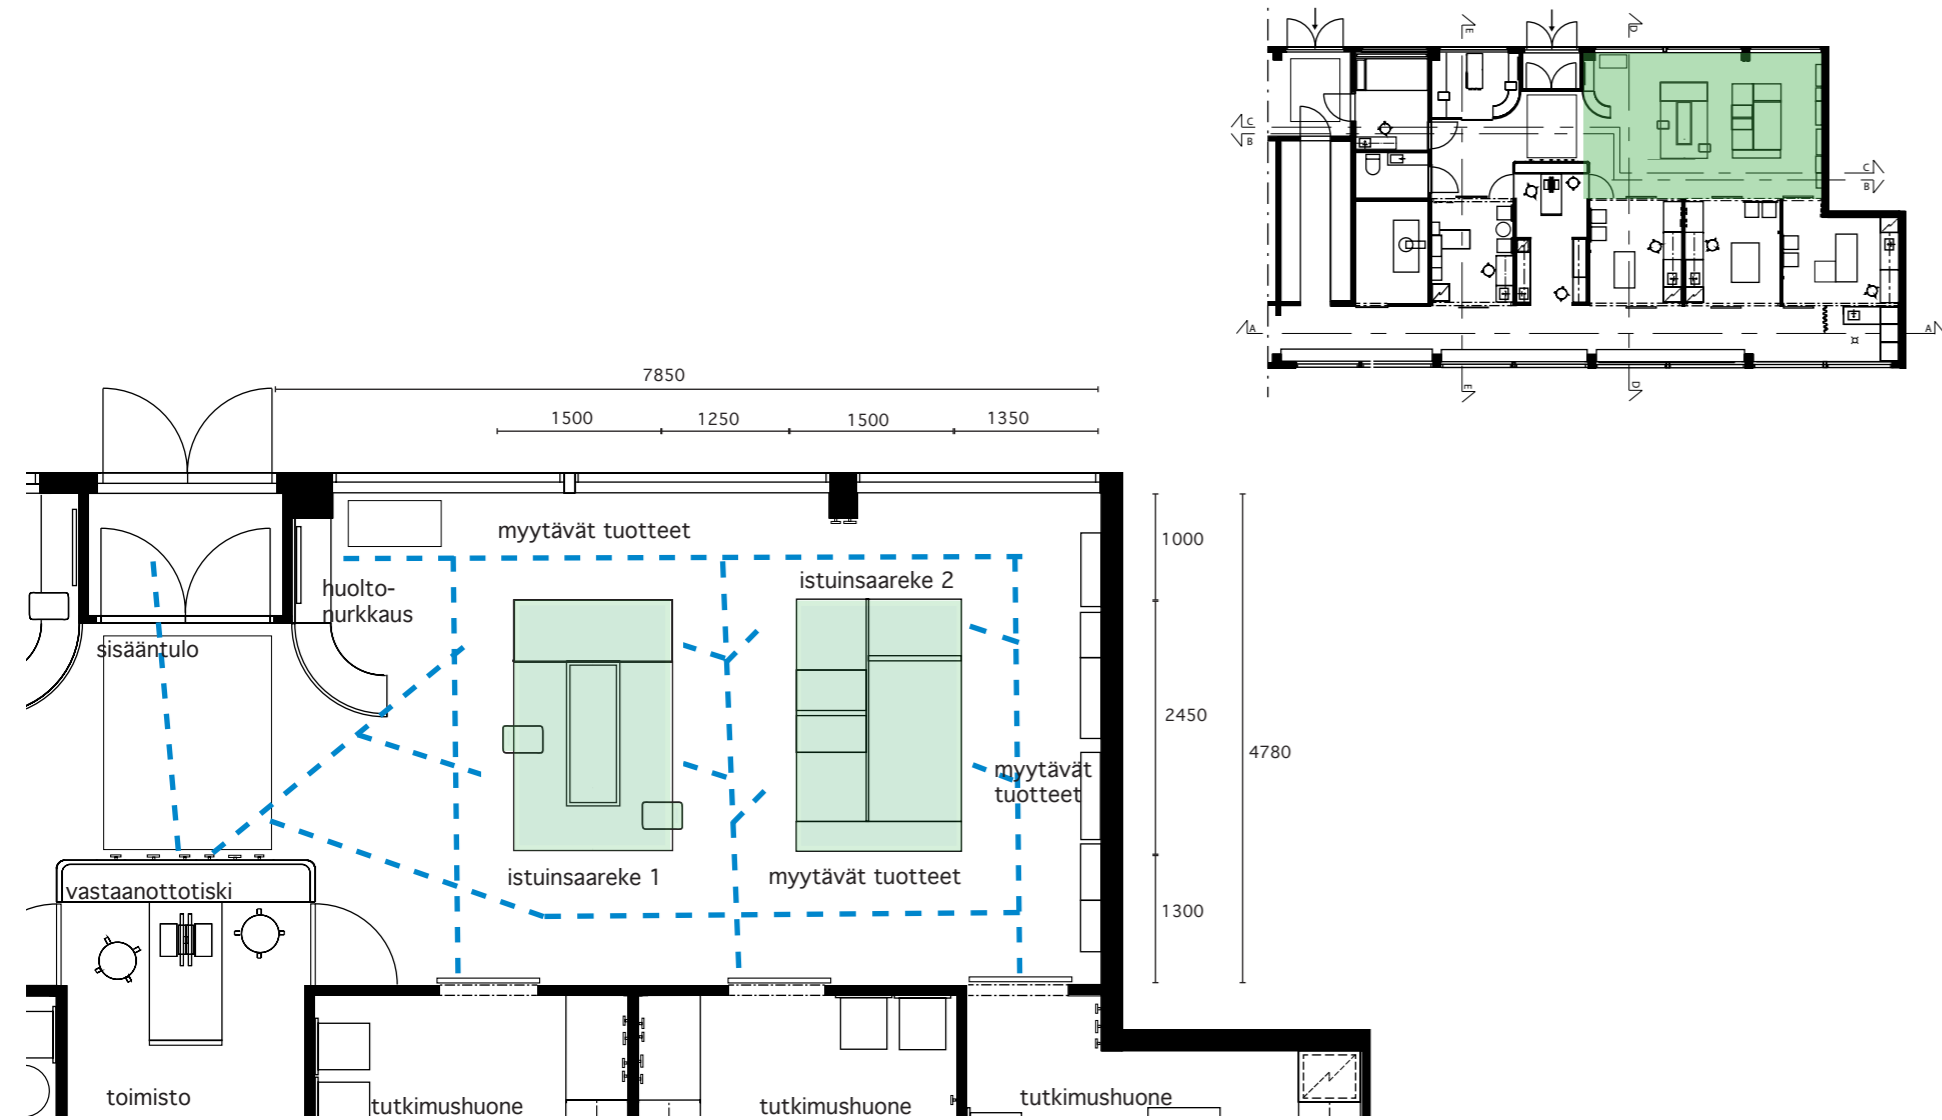 E
D
C
B
C
B
A
A
E
D
7850
1500
1250
1500
1350
myytävät tuotteet
1000
istuinsaareke 2
huolto-
nurkkaus
sisääntulo
2450
4780
myytävät
tuotteet
istuinsaareke 1
myytävät tuotteet
vastaanottotiski
1300
toimisto
tutkimushuone
tutkimushuone
tutkimushuone